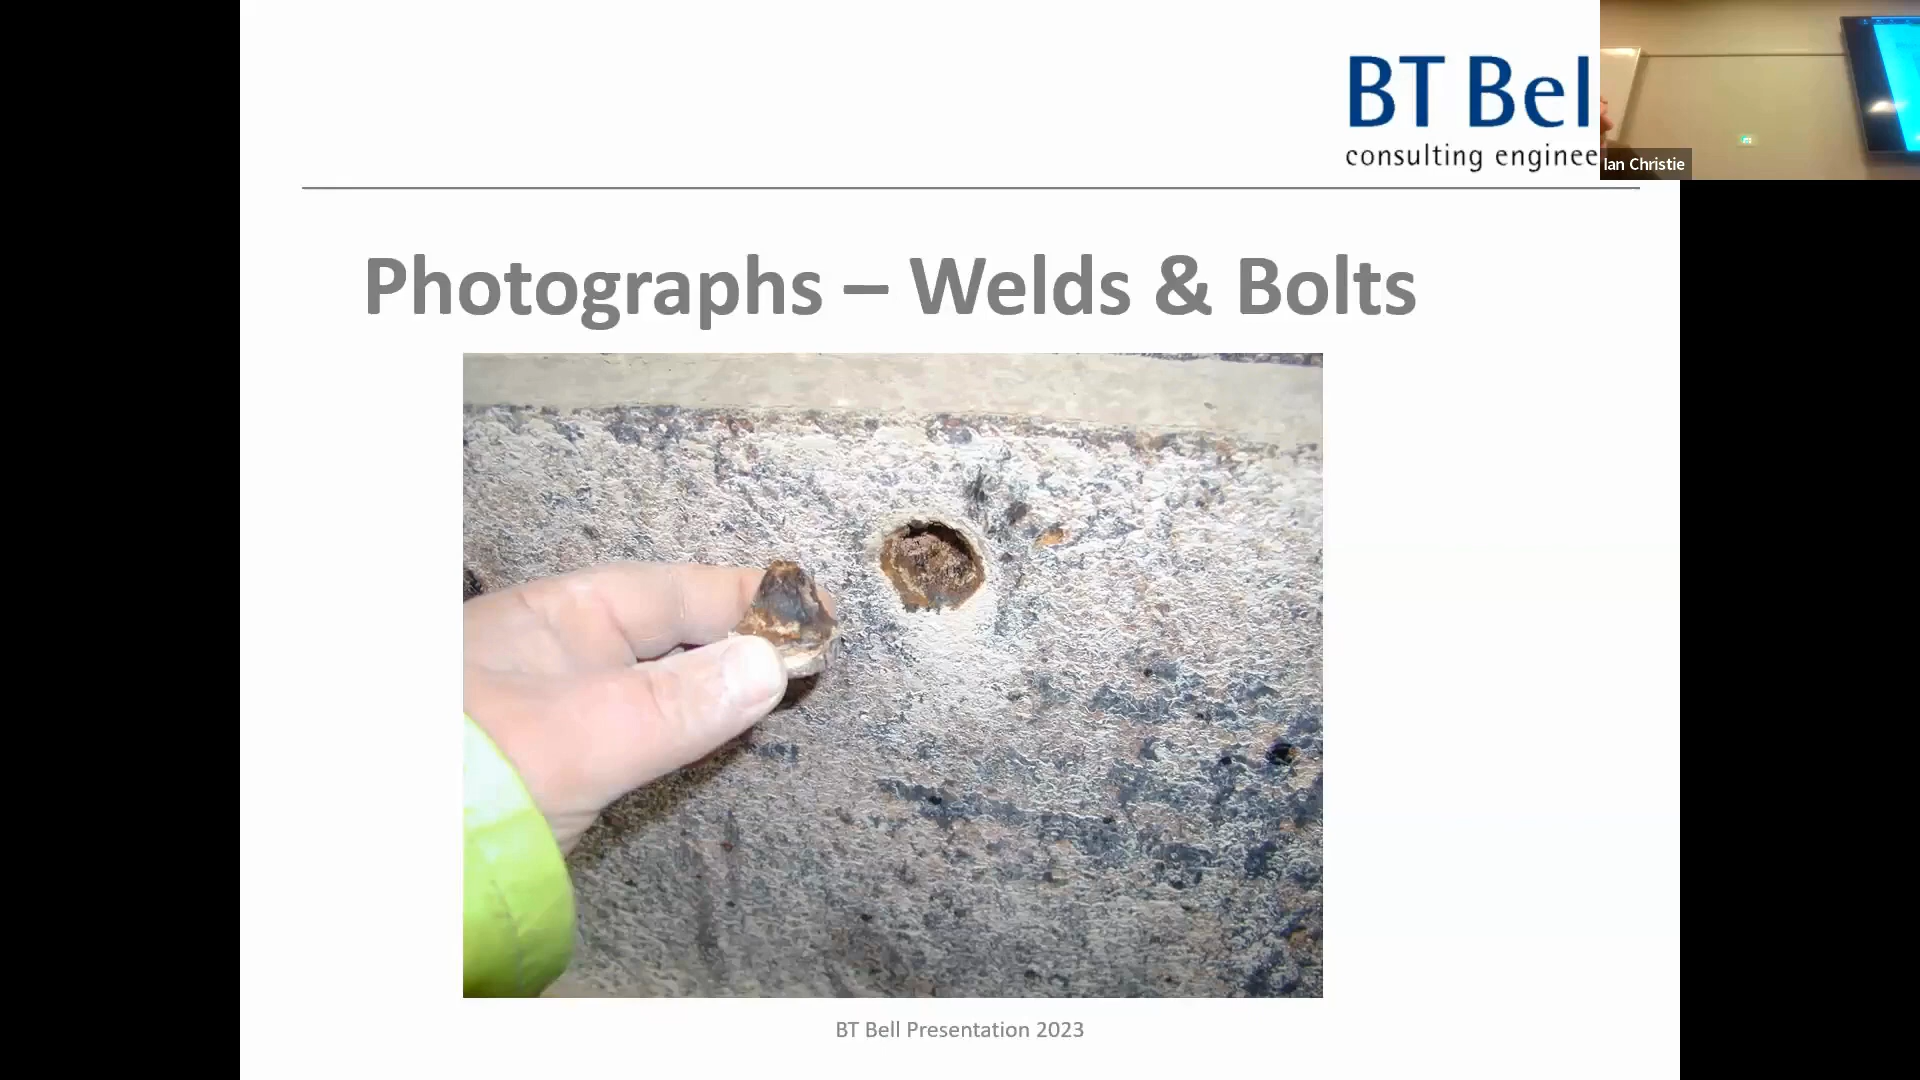 BT Bel
consulting enginee
Ian Christie
Photographs – Welds & Bolts
BT Bell Presentation 2023